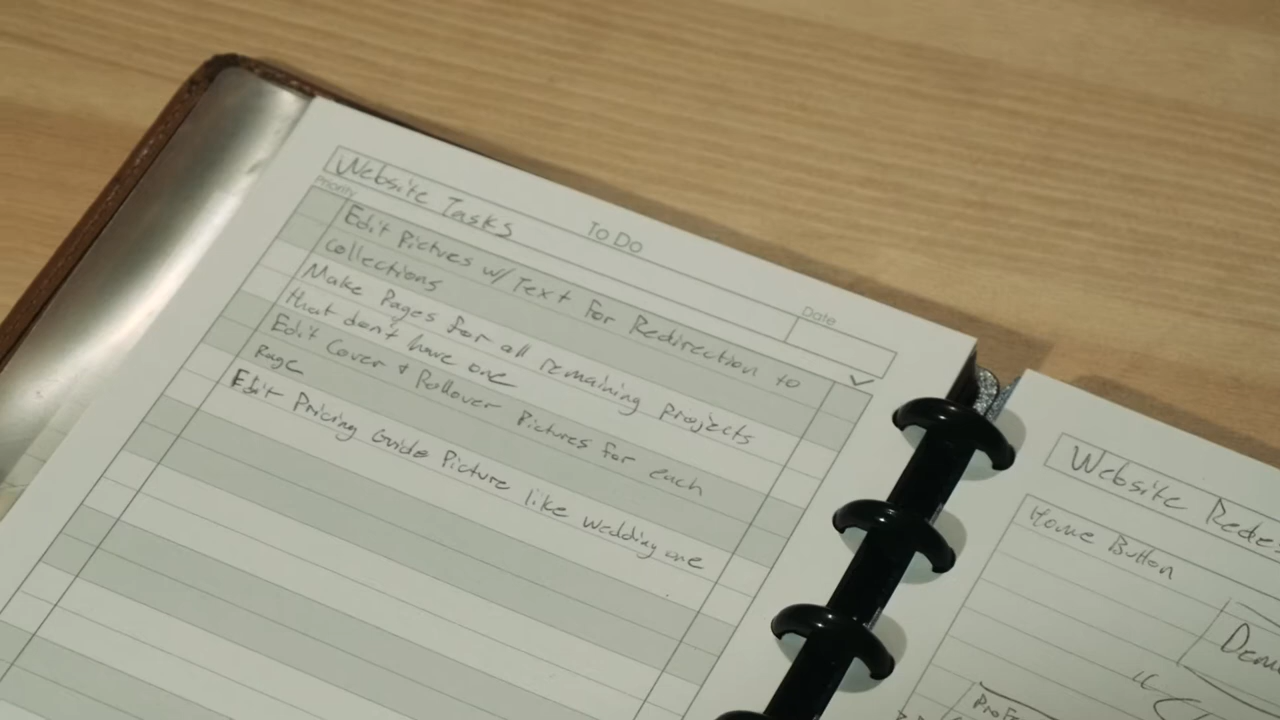 Website Tasks
To Do
Date
Priority
Edit Pictures w/Text For Redirection to
collections
Make Pages for all remaining projects
that don't have one
Edit Cover & Rollover Pictures for each
Page
Edit Pricing Guide Picture like wedding one
Website
Home Button